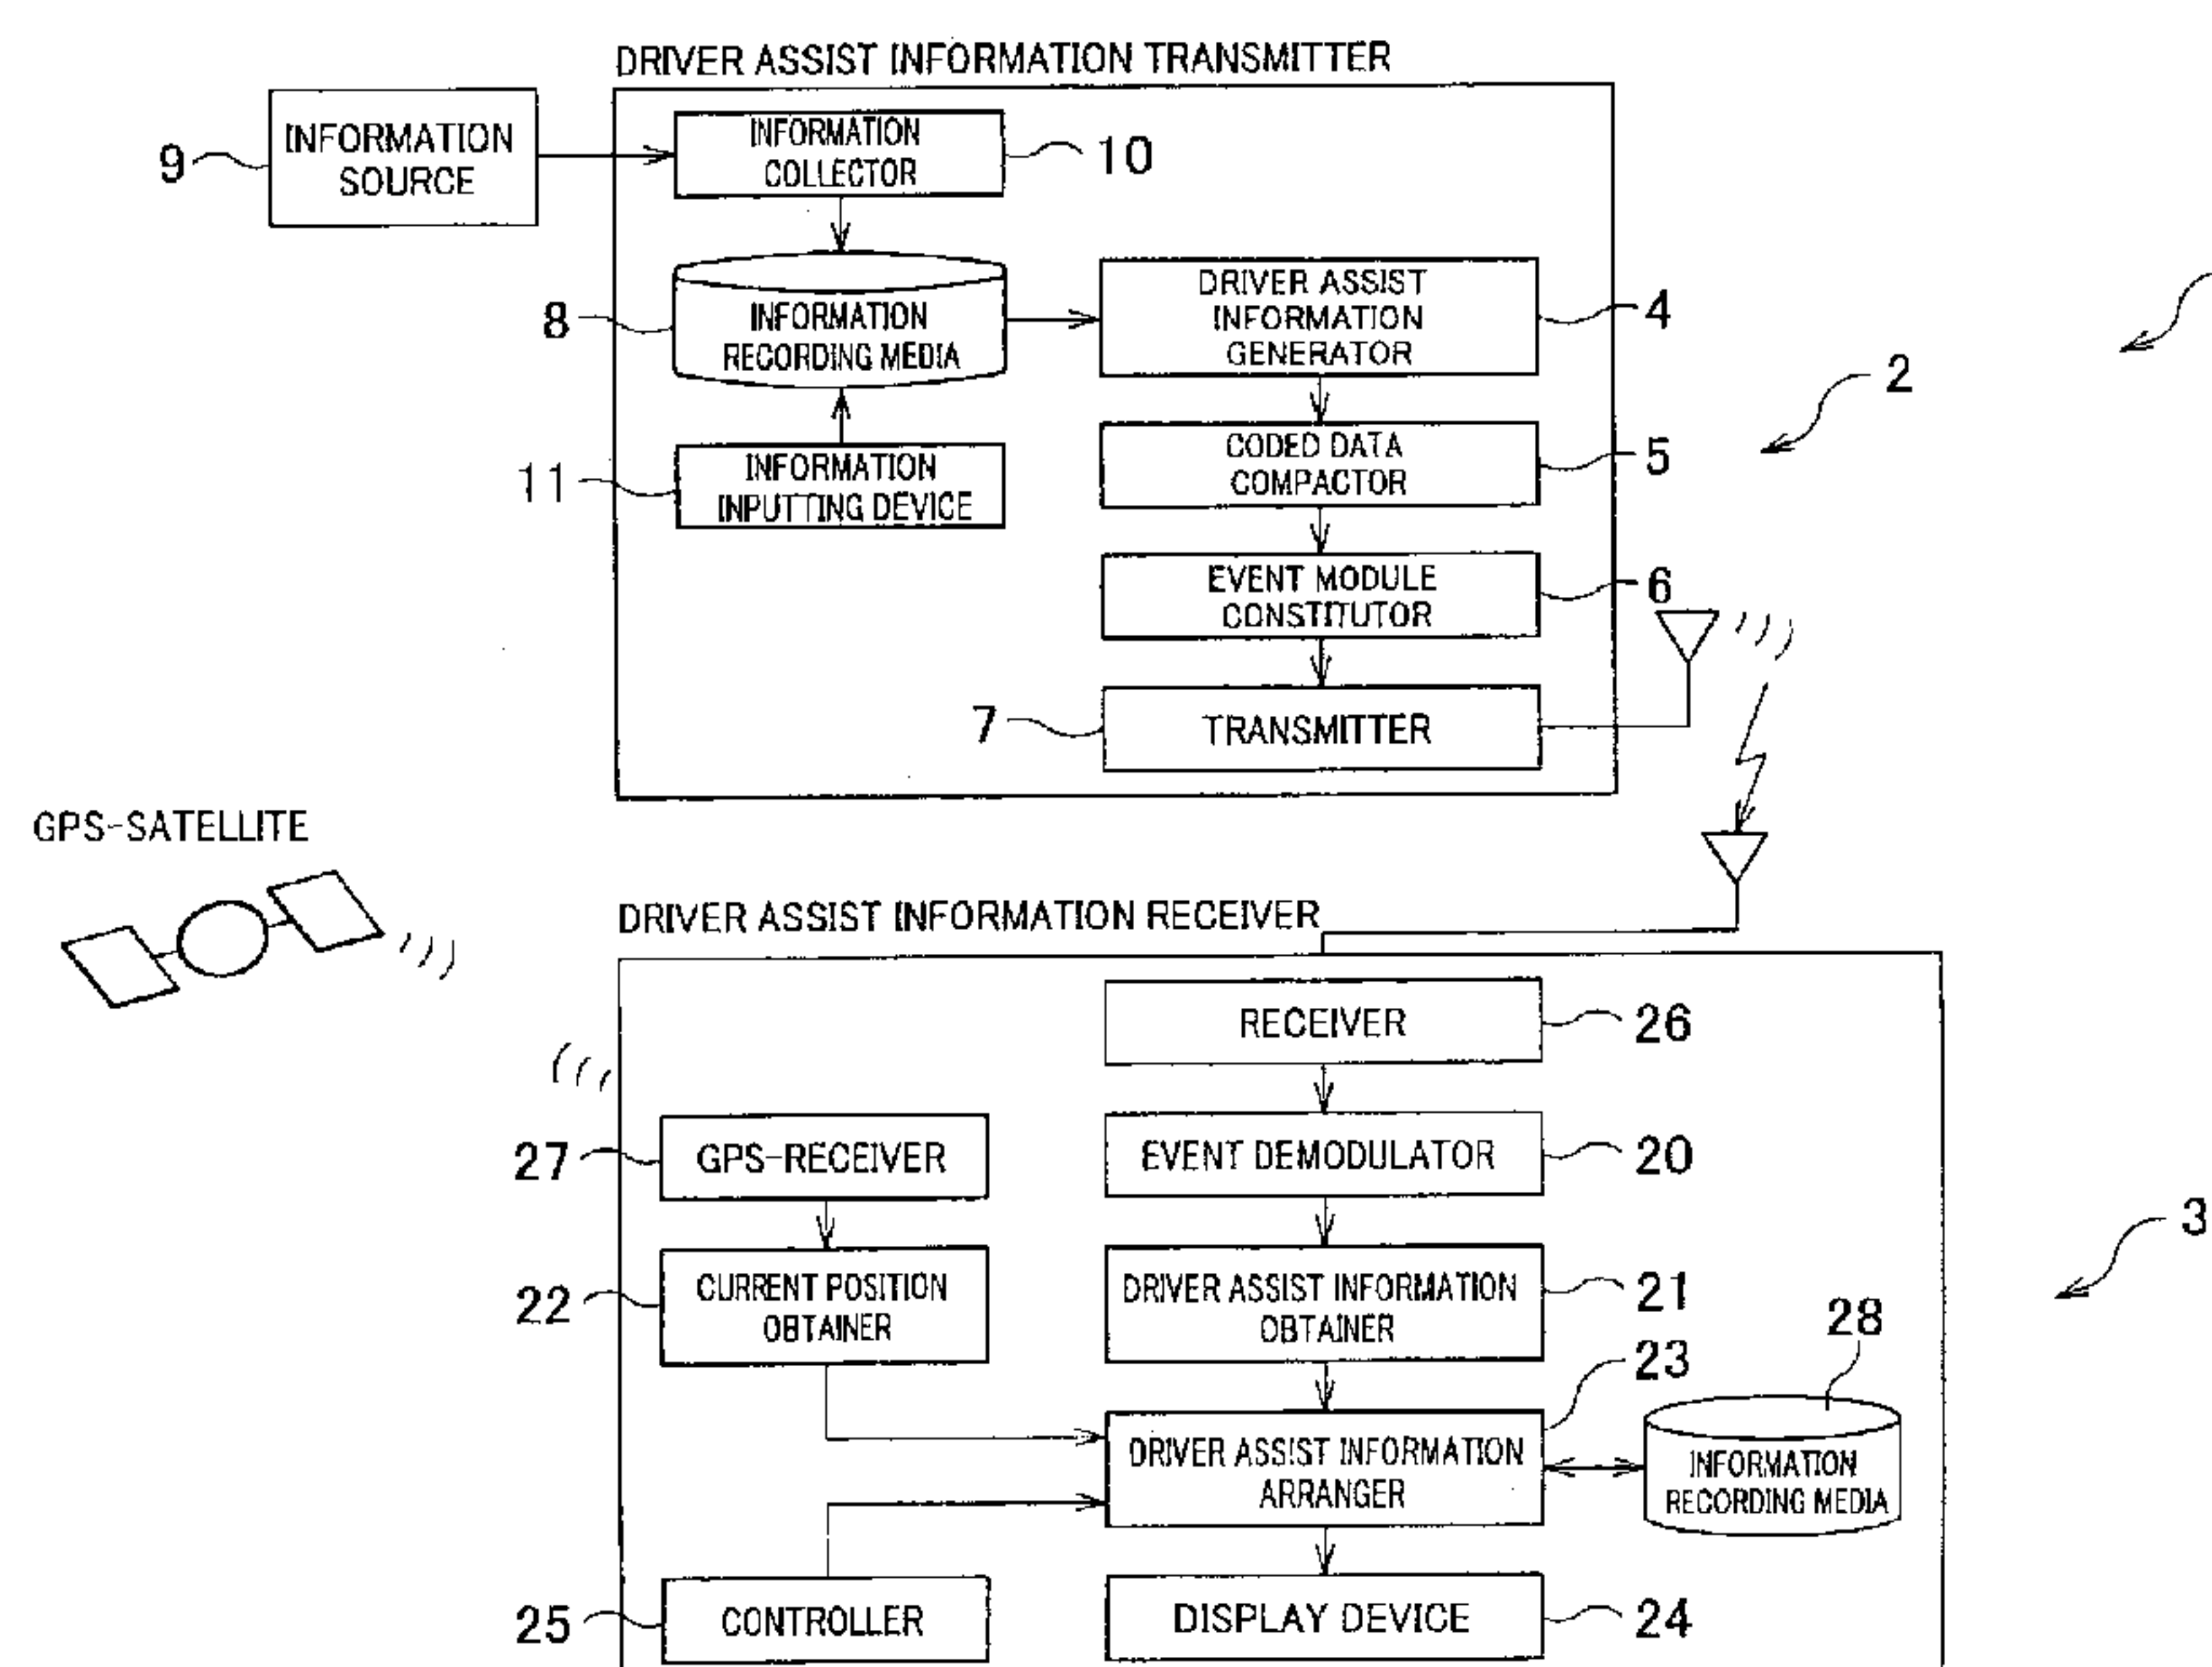 DRIVER ASSIST INFORMATION TRANSMITTER
9
INFORMATION
SOURCE
INFORMATION
COLLECTOR
10
8
INFORMATION
RECORDING MEDIA
DRIVER ASSIST
INFORMATION
GENERATOR
4
2
11
INFORMATION
INPUTTING DEVICE
CODED DATA
COMPACTOR
5
EVENT MODULE
CONSTITUTOR
6
7
TRANSMITTER
GPS-SATELLITE
DRIVER ASSIST INFORMATION RECEIVER
RECEIVER
26
27
GPS-RECEIVER
EVENT DEMODULATOR
20
3
22
CURRENT POSITION
OBTAINER
DRIVER ASSIST INFORMATION
OBTAINER
21
28
23
DRIVER ASSIST INFORMATION
ARRANGER
INFORMATION
RECORDING MEDIA
25
CONTROLLER
DISPLAY DEVICE
24